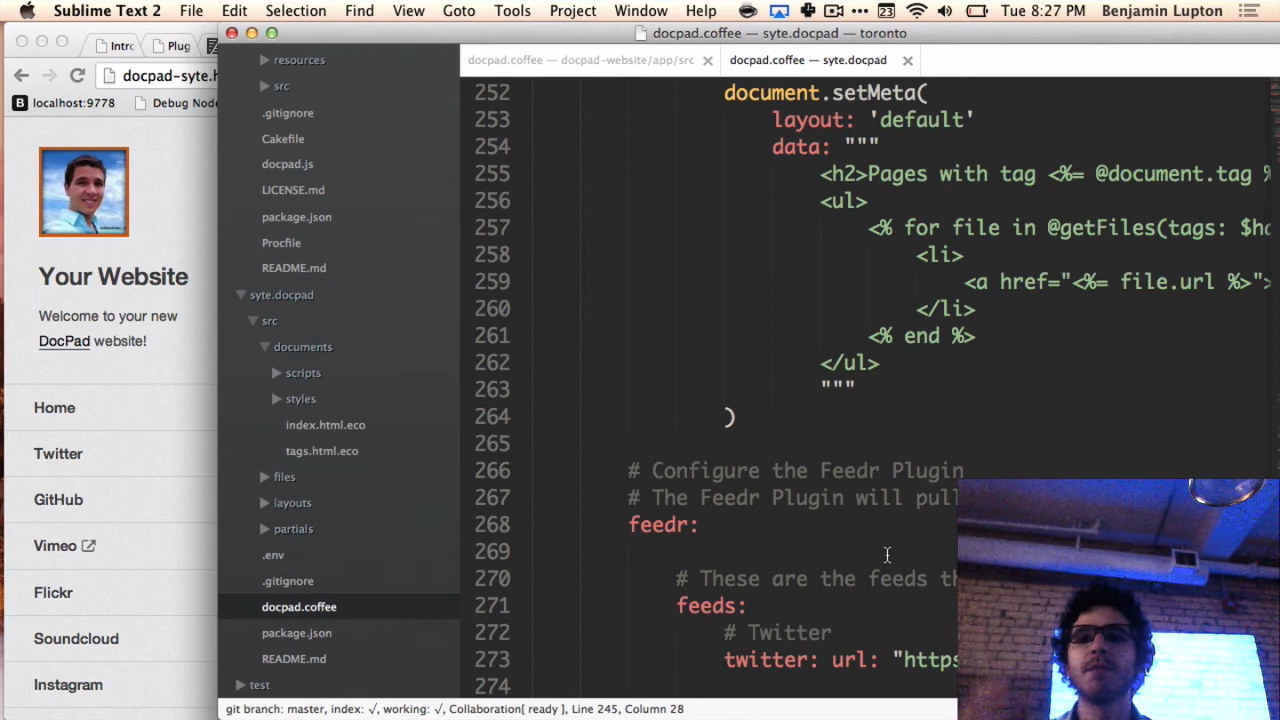 Sublime Text 2 File Edit Selection Find View Goto Tools Project Window Help 23 Tue 8:27 PM Benjamin Lupton
docpad.coffee — syte.docpad — toronto
Intro Plug
docpad-syte.h
B localhost:9778 Debug Node
Your Website
Welcome to your new
DocPad website!
Home
Twitter
GitHub
Vimeo
Flickr
Soundcloud
Instagram
resources
src
.gitignore
Cakefile
docpad.js
LICENSE.md
package.json
Procfile
README.md
syte.docpad
src
documents
scripts
styles
index.html.eco
tags.html.eco
files
layouts
partials
.env
.gitignore
docpad.coffee
package.json
README.md
test
docpad.coffee — docpad-website/app/src docpad.coffee — syte.docpad
252 document.setMeta(
253 layout: 'default'
254 data: """
255 <h2>Pages with tag <%= @document.tag %
256 <ul>
257 <% for file in @getFiles(tags: $ha
258 <li>
259 <a href="<%= file.url %>">
260 </li>
261 <% end %>
262 </ul>
263 """
264 )
265
266 # Configure the Feedr Plugin
267 # The Feedr Plugin will pull
268 feedr:
269
270 # These are the feeds th
271 feeds:
272 # Twitter
273 twitter: url: "https
274
git branch: master, index: √, working: √, Collaboration[ ready ], Line 245, Column 28